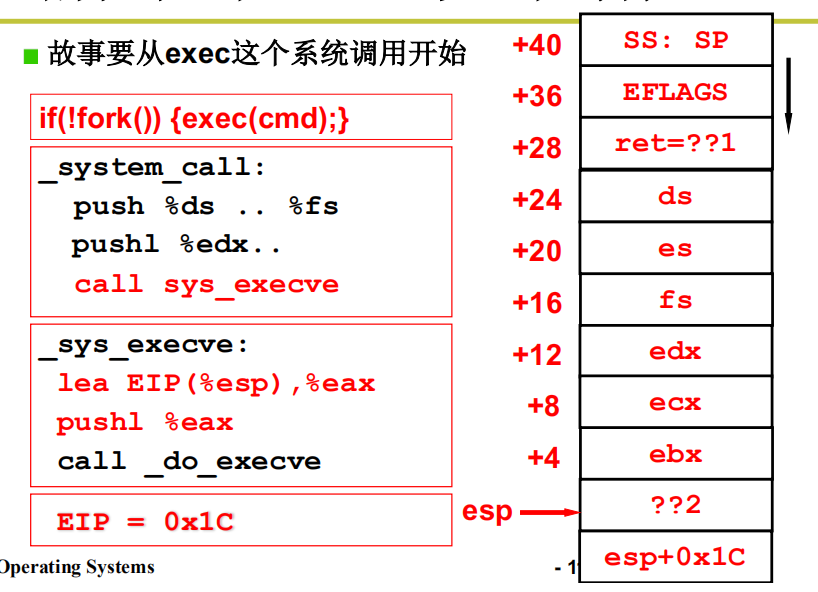 故事要从exec这个系统调用开始
if(!fork()) {exec(cmd);}
_system_call:
push %ds .. %fs
pushl %edx..
call sys_execve
_sys_execve:
lea EIP(%esp),%eax
pushl %eax
call _do_execve
EIP = 0x1C
+40 SS: SP
+36 EFLAGS
+28 ret=??1
+24 ds
+20 es
+16 fs
+12 edx
+8 ecx
+4 ebx
esp ??2
esp+0x1C
Operating Systems
- 1